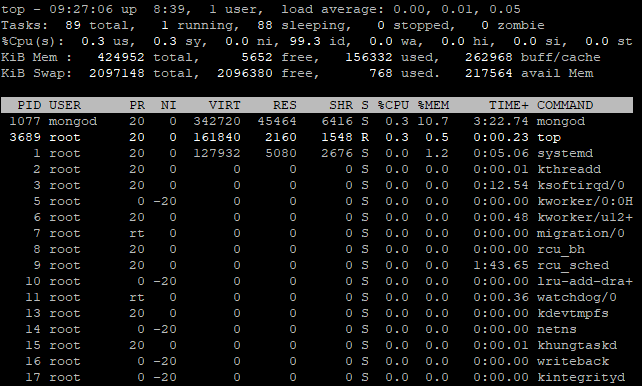 top - 09:27:06 up  8:39,  1 user,  load average: 0.00, 0.01, 0.05
Tasks:  89 total,   1 running,  88 sleeping,   0 stopped,   0 zombie
%Cpu(s):  0.3 us,  0.3 sy,  0.0 ni, 99.3 id,  0.0 wa,  0.0 hi,  0.0 si,  0.0 st
KiB Mem :   424952 total,     5652 free,   156332 used,   262968 buff/cache
KiB Swap:  2097148 total,  2096380 free,      768 used.   217564 avail Mem
PID USER      PR  NI    VIRT    RES    SHR S %CPU %MEM     TIME+ COMMAND
1077 mongod    20   0  342720  45464   6416 S  0.3 10.7   3:22.74 mongod
3689 root      20   0  161840   2160   1548 R  0.3  0.5   0:00.23 top
1 root      20   0  127932   5080   2676 S  0.0  1.2   0:05.06 systemd
2 root      20   0       0      0      0 S  0.0  0.0   0:00.01 kthreadd
3 root      20   0       0      0      0 S  0.0  0.0   0:12.54 ksoftirqd/0
5 root       0 -20       0      0      0 S  0.0  0.0   0:00.00 kworker/0:0H
6 root      20   0       0      0      0 S  0.0  0.0   0:00.48 kworker/u12+
7 root      rt   0       0      0      0 S  0.0  0.0   0:00.00 migration/0
8 root      20   0       0      0      0 S  0.0  0.0   0:00.00 rcu_bh
9 root      20   0       0      0      0 S  0.0  0.0   1:43.65 rcu_sched
10 root       0 -20       0      0      0 S  0.0  0.0   0:00.00 lru-add-dra+
11 root      rt   0       0      0      0 S  0.0  0.0   0:00.36 watchdog/0
13 root      20   0       0      0      0 S  0.0  0.0   0:00.00 kdevtmpfs
14 root       0 -20       0      0      0 S  0.0  0.0   0:00.00 netns
15 root      20   0       0      0      0 S  0.0  0.0   0:00.01 khungtaskd
16 root       0 -20       0      0      0 S  0.0  0.0   0:00.00 writeback
17 root       0 -20       0      0      0 S  0.0  0.0   0:00.00 kintegrityd